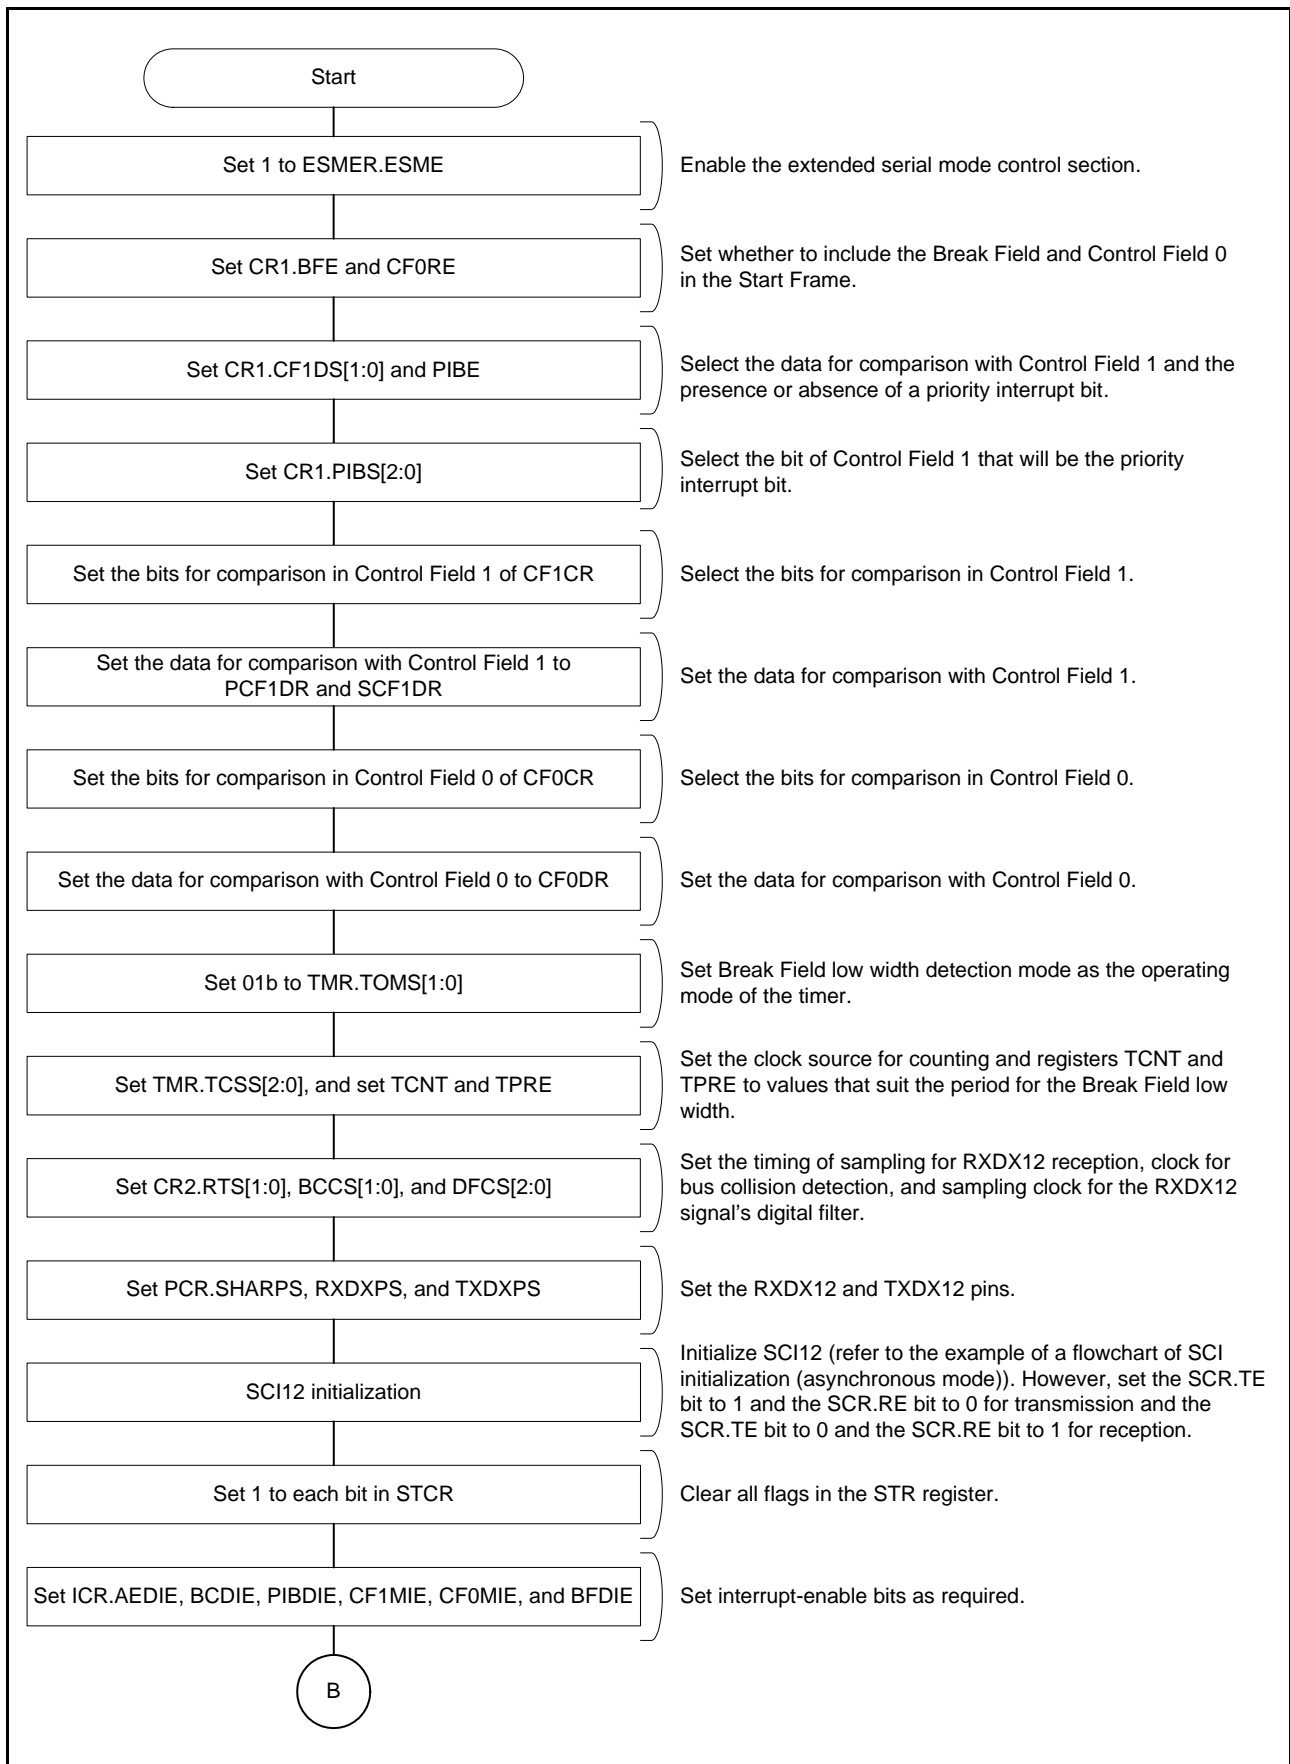 Start
Set 1 to ESMER.ESME
Enable the extended serial mode control section.
Set CR1.BFE and CF0RE
Set whether to include the Break Field and Control Field 0
in the Start Frame.
Set CR1.CF1DS[1:0] and PIBE
Select the data for comparison with Control Field 1 and the
presence or absence of a priority interrupt bit.
Set CR1.PIBS[2:0]
Select the bit of Control Field 1 that will be the priority
interrupt bit.
Set the bits for comparison in Control Field 1 of CF1CR
Select the bits for comparison in Control Field 1.
Set the data for comparison with Control Field 1 to
PCF1DR and SCF1DR
Set the data for comparison with Control Field 1.
Set the bits for comparison in Control Field 0 of CF0CR
Select the bits for comparison in Control Field 0.
Set the data for comparison with Control Field 0 to CF0DR
Set the data for comparison with Control Field 0.
Set 01b to TMR.TOMS[1:0]
Set Break Field low width detection mode as the operating
mode of the timer.
Set TMR.TCSS[2:0], and set TCNT and TPRE
Set the clock source for counting and registers TCNT and
TPRE to values that suit the period for the Break Field low
width.
Set CR2.RTS[1:0], BCCS[1:0], and DFCS[2:0]
Set the timing of sampling for RXDX12 reception, clock for
bus collision detection, and sampling clock for the RXDX12
signal's digital filter.
Set PCR.SHARPS, RXDXPS, and TXDXPS
Set the RXDX12 and TXDX12 pins.
SCI12 initialization
Initialize SCI12 (refer to the example of a flowchart of SCI
initialization (asynchronous mode)). However, set the SCR.TE
bit to 1 and the SCR.RE bit to 0 for transmission and the
SCR.TE bit to 0 and the SCR.RE bit to 1 for reception.
Set 1 to each bit in STCR
Clear all flags in the STR register.
Set ICR.AEDIE, BCDIE, PIBDIE, CF1MIE, CF0MIE, and BFDIE
Set interrupt-enable bits as required.
B